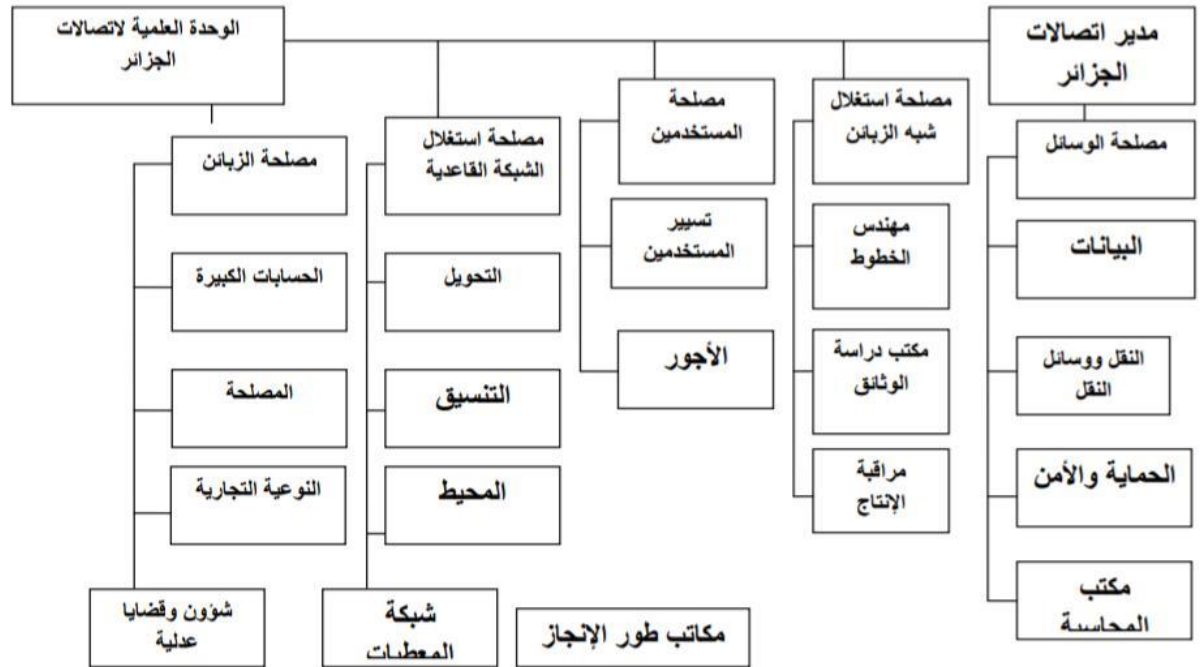 مدير اتصالات
الجزائر
الوحدة العلمية لاتصالات
الجزائر
مصلحة الوسائل
البيانات
النقل ووسائل
النقل
الحماية والأمن
مكتب
المحاسبة
مصلحة استغلال
شبه الزبائن
مهندس
الخطوط
مكتب دراسة
الوثائق
مراقبة
الإنتاج
مصلحة
المستخدمين
تسيير
المستخدمين
الأجور
مكاتب طور الإنجاز
مصلحة استغلال
الشبكة القاعدية
التحويل
التنسيق
المحيط
شبكة
المعطيات
مصلحة الزبائن
الحسابات الكبيرة
المصلحة
النوعية التجارية
شؤون وقضايا
عدلية